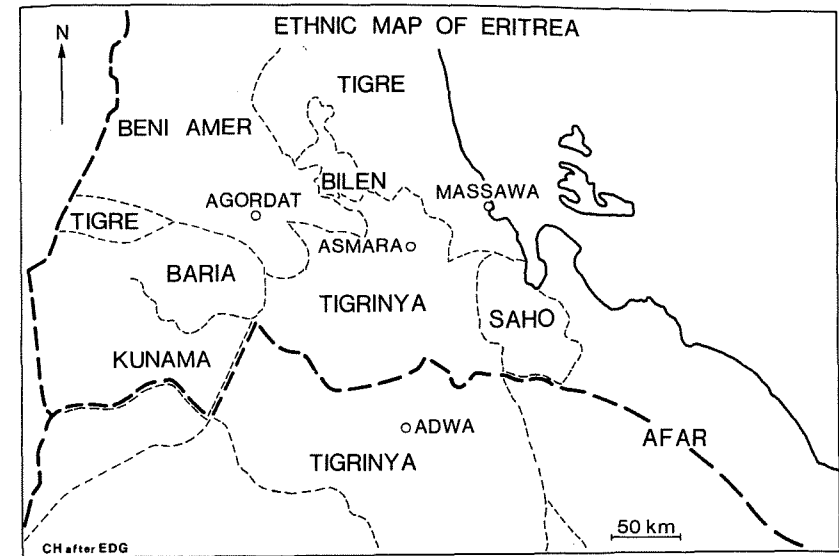 ETHNIC MAP OF ERITREA
N
TIGRE
BENI AMER
BILEN
AGORDAT
MASSAWA
TIGRE
ASMARA
BARIA
TIGRINYA
SAHO
KUNAMA
ADWA
AFAR
TIGRINYA
50 km
CH after EDG